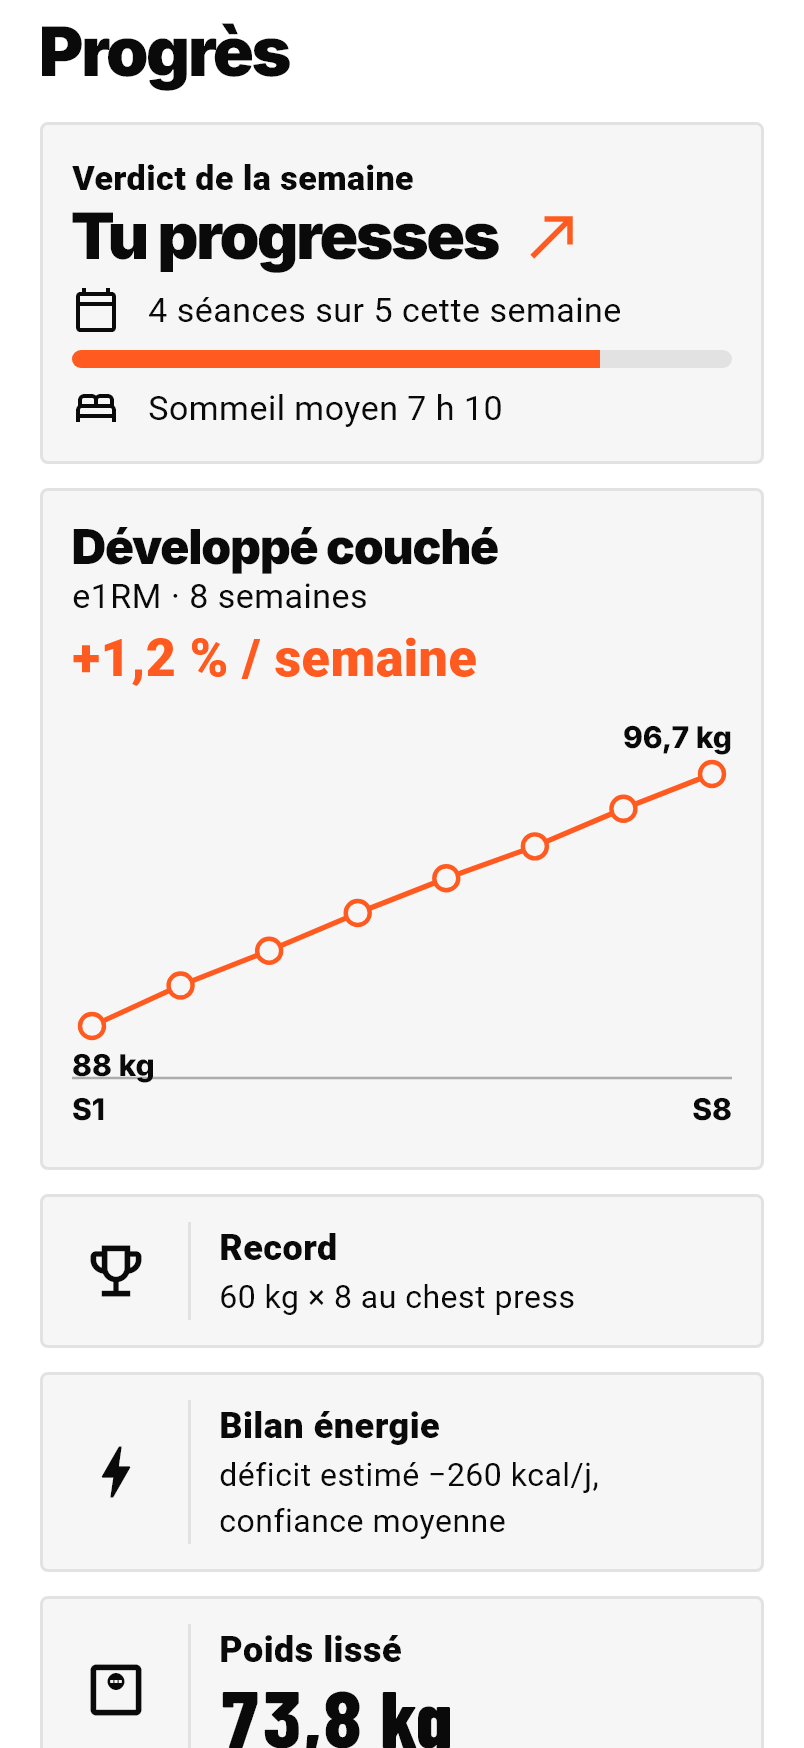 Progrès
Verdict de la semaine
Tu progresses
4 séances sur 5 cette semaine
Sommeil moyen 7 h 10
Développé couché
e1RM · 8 semaines
+1,2 % / semaine
96,7 kg
88 kg
S1
S8
Record
60 kg × 8 au chest press
Bilan énergie
déficit estimé −260 kcal/j,
confiance moyenne
Poids lissé
73,8 kg